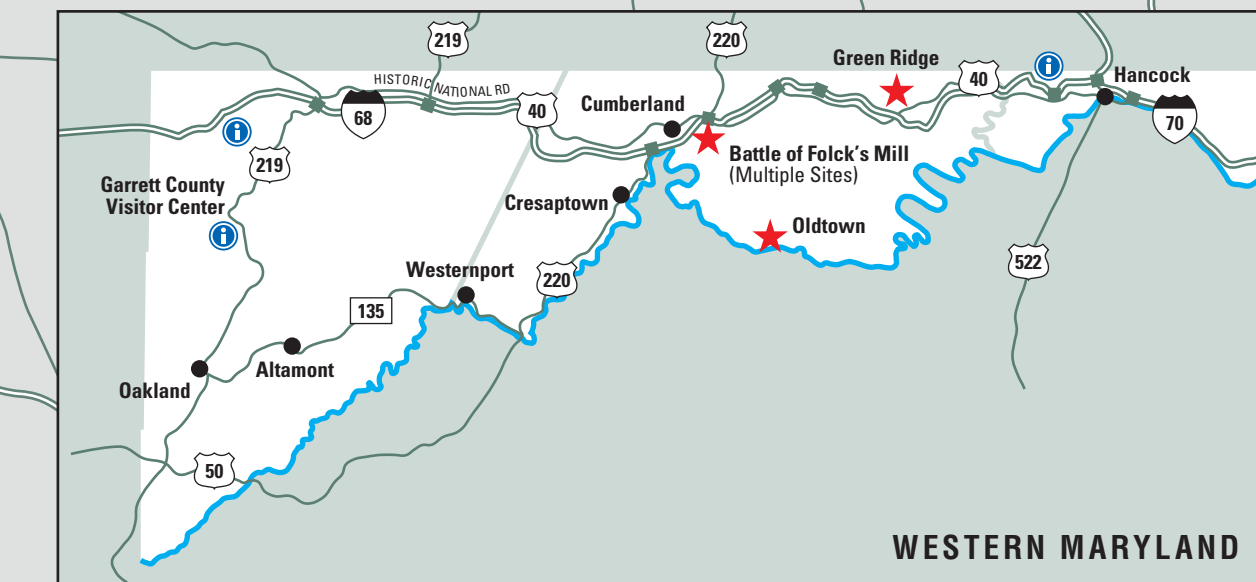 219
220
Green Ridge
40
Hancock
HISTORIC NATIONAL RD
68
40
Cumberland
70
219
Battle of Folck's Mill
(Multiple Sites)
Garrett County
Visitor Center
Cresaptown
Oldtown
522
Westernport
220
135
Altamont
Oakland
50
WESTERN MARYLAND